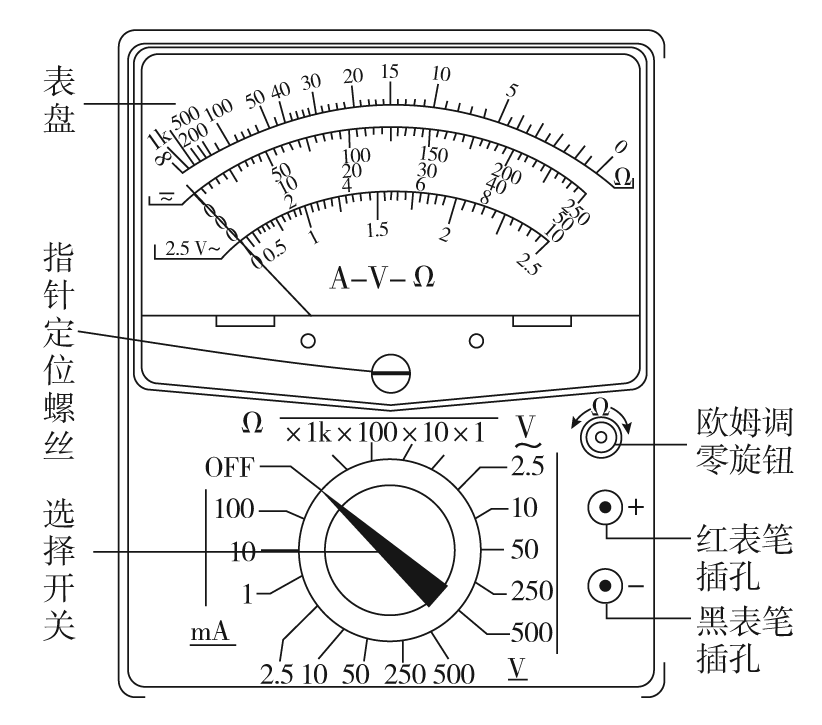 表盘
1k 500
∞ 200 100 50 40 30 20 15 10 5 0 Ω
≂ 0 50 100 150 200 250
0 10 20 30 40 50
0 2 4 6 8 10
2.5 V~ 0 0.5 1 1.5 2 2.5
A-V-Ω
指针定位螺丝
Ω ×1k×100×10×1 V
~
Ω
欧姆调
零旋钮
OFF 2.5
100 10
10 50
1 250
mA 500
2.5 10 50 250 500 V
+
红表笔
插孔
−
黑表笔
插孔
选择开关